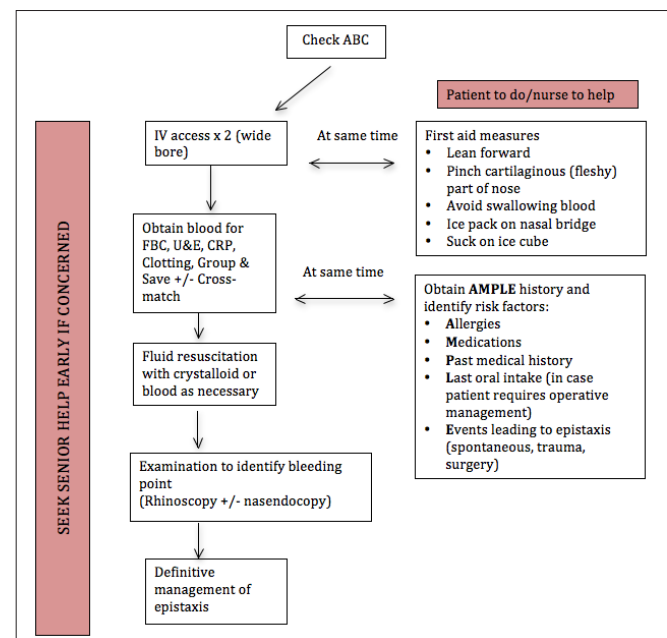 Check ABC
Patient to do/nurse to help
SEEK SENIOR HELP EARLY IF CONCERNED
IV access x 2 (wide
bore)
At same time
First aid measures
• Lean forward
• Pinch cartilaginous (fleshy)
part of nose
• Avoid swallowing blood
• Ice pack on nasal bridge
• Suck on ice cube
Obtain blood for
FBC, U&E, CRP,
Clotting, Group &
Save +/- Cross-
match
At same time
Obtain AMPLE history and
identify risk factors:
• Allergies
• Medications
• Past medical history
• Last oral intake (in case
patient requires operative
management)
• Events leading to epistaxis
(spontaneous, trauma,
surgery)
Fluid resuscitation
with crystalloid or
blood as necessary
Examination to identify bleeding
point
(Rhinoscopy +/- nasendocopy)
Definitive
management of
epistaxis